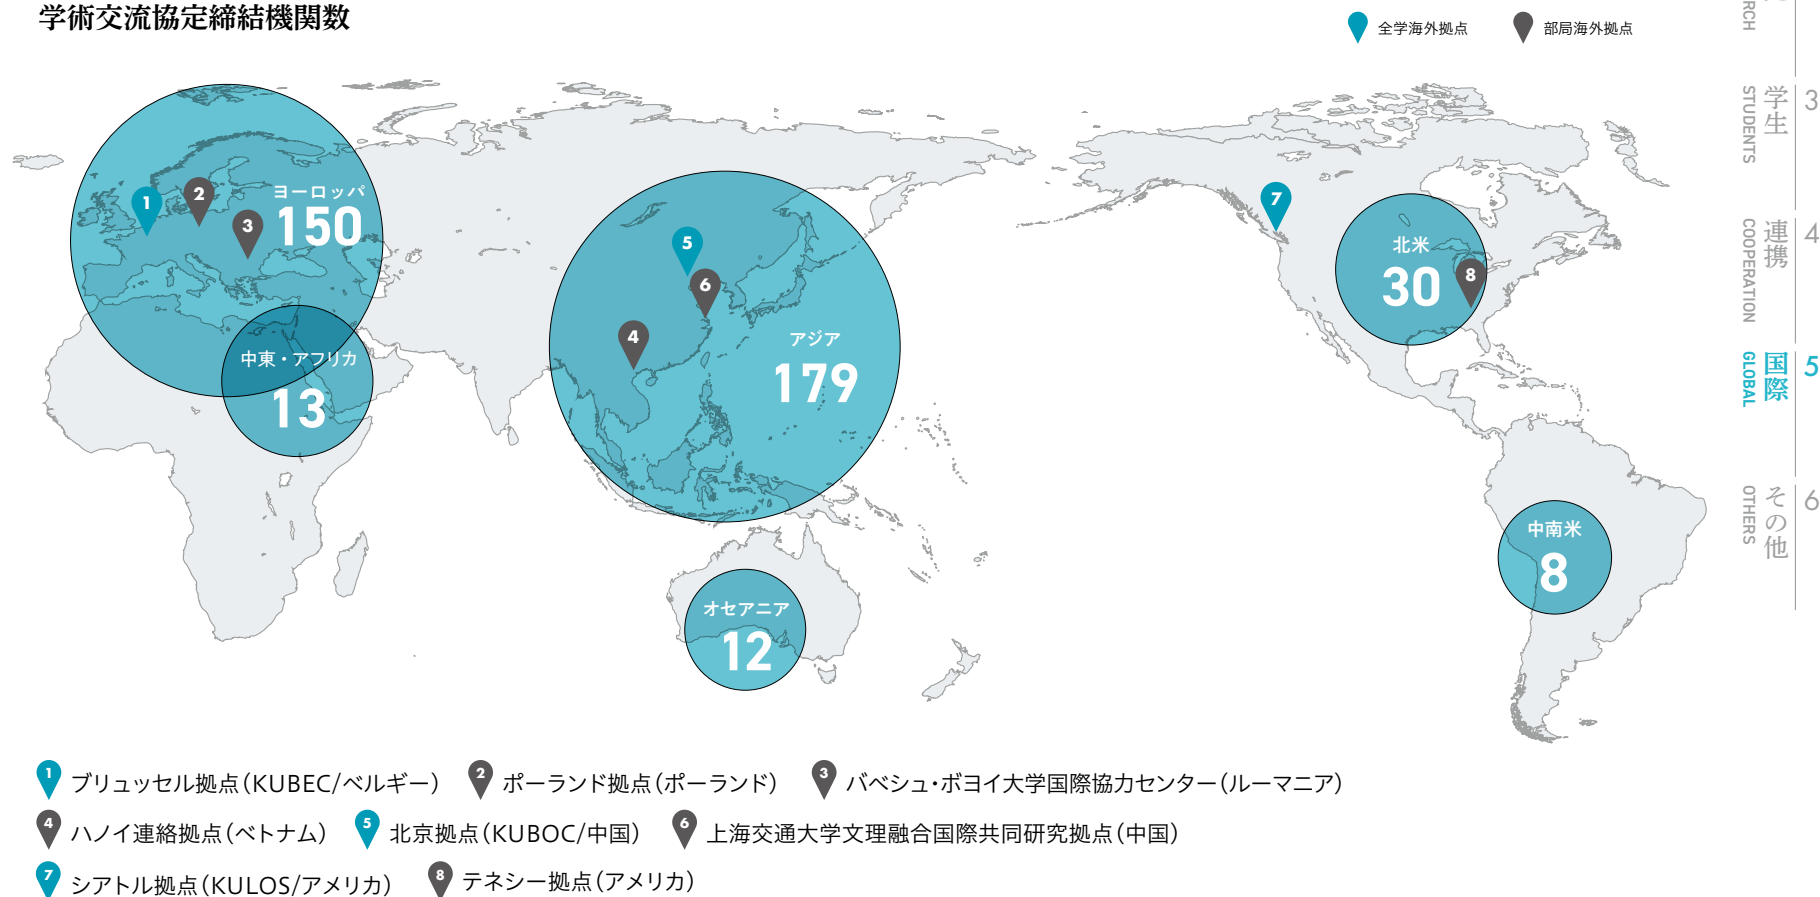 学術交流協定締結機関数
全学海外拠点
部局海外拠点
ヨーロッパ
150
中東・アフリカ
13
アジア
179
オセアニア
12
北米
30
中南米
8
1
2
3
4
5
6
7
8
1 ブリュッセル拠点(KUBEC/ベルギー) 2 ポーランド拠点(ポーランド) 3 バベシュ・ボヨイ大学国際協力センター(ルーマニア)
4 ハノイ連絡拠点(ベトナム) 5 北京拠点(KUBOC/中国) 6 上海交通大学文理融合国際共同研究拠点(中国)
7 シアトル拠点(KULOS/アメリカ) 8 テネシー拠点(アメリカ)
RCH
3 学生
STUDENTS
4 連携
COOPERATION
5 国際
GLOBAL
6 その他
OTHERS